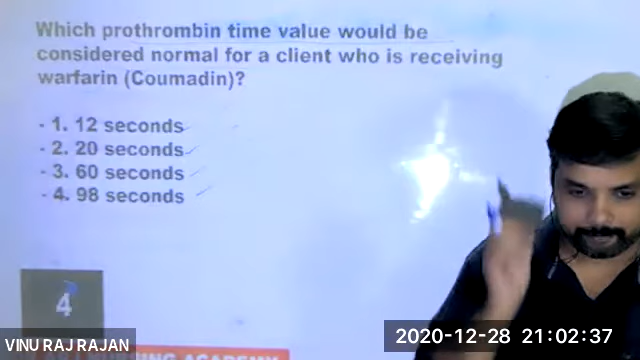 Which prothrombin time value would be
considered normal for a client who is receiving
warfarin (Coumadin)?
- 1. 12 seconds
- 2. 20 seconds
- 3. 60 seconds
- 4. 98 seconds
4
VINU RAJ RAJAN
ACADEMY
2020-12-28 21:02:37